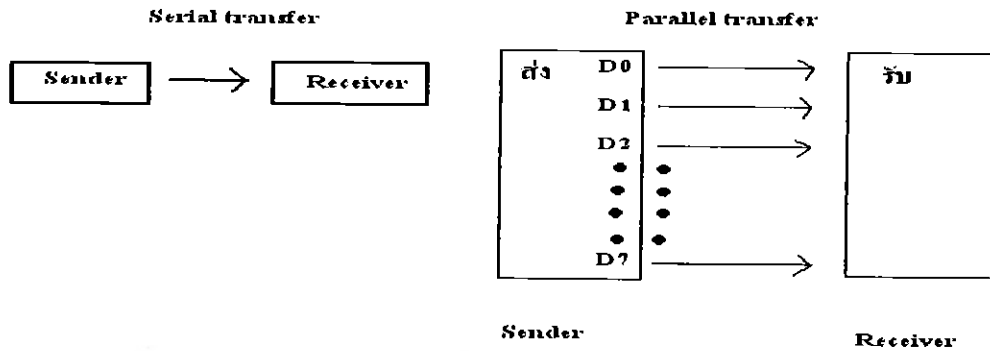 Serial transfer
Parallel transfer
Sender
Receiver
ส่ง
D0
รับ
D1
D2
D7
Sender
Receiver